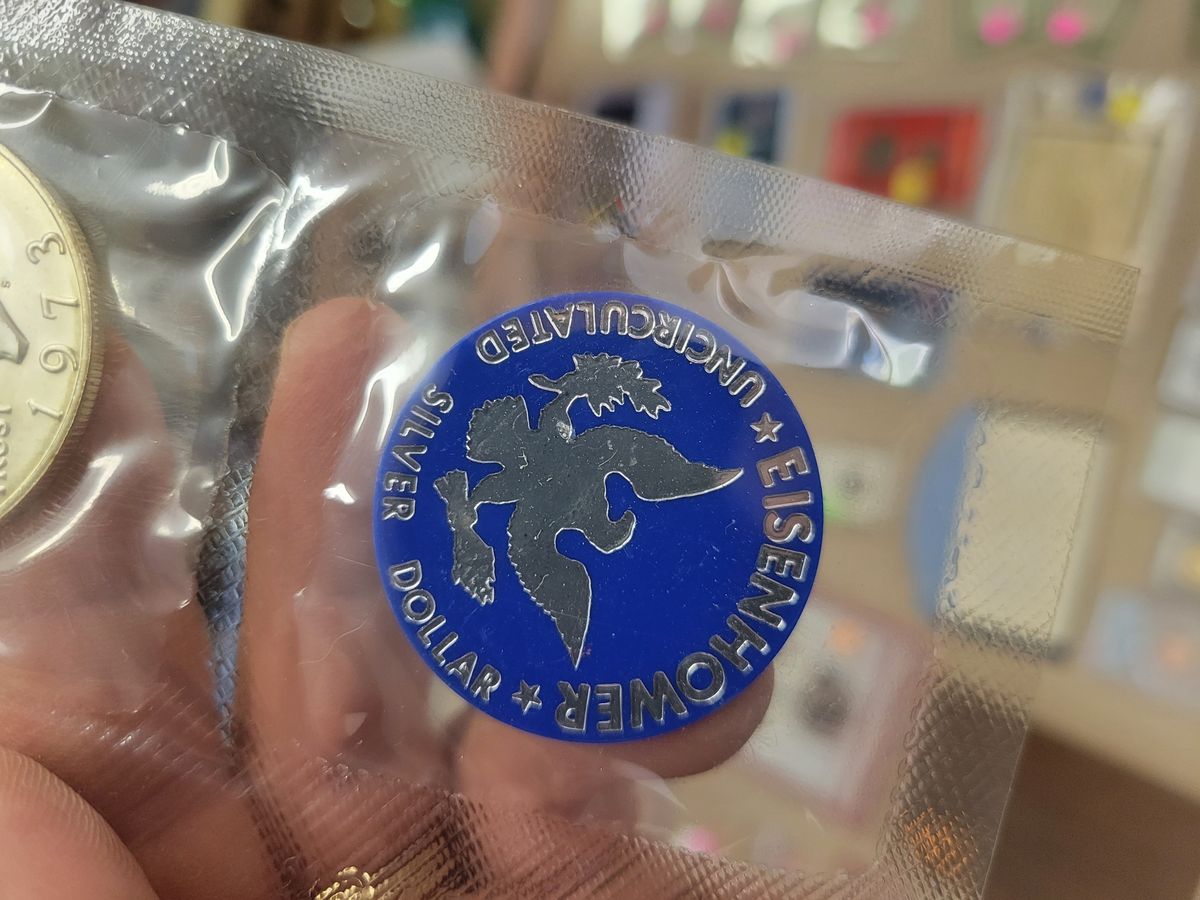 ★ EISENHOWER ★
UNCIRCULATED
SILVER DOLLAR
1973
S